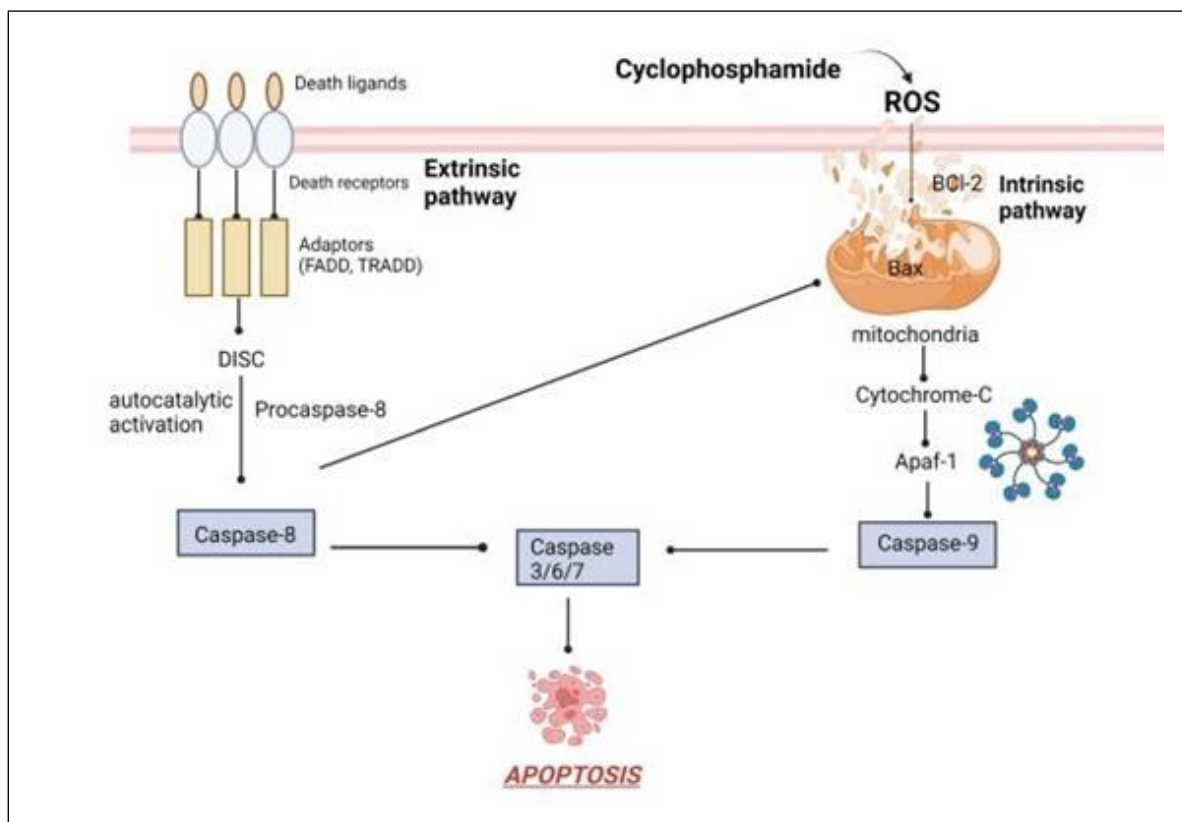 Death ligands
Death receptors
Extrinsic
pathway
Adaptors
(FADD, TRADD)
DISC
autocatalytic
activation
Procaspase-8
Caspase-8
Cyclophosphamide
ROS
BCl-2
Intrinsic
pathway
Bax
mitochondria
Cytochrome-C
Apaf-1
Caspase-9
Caspase
3/6/7
APOPTOSIS